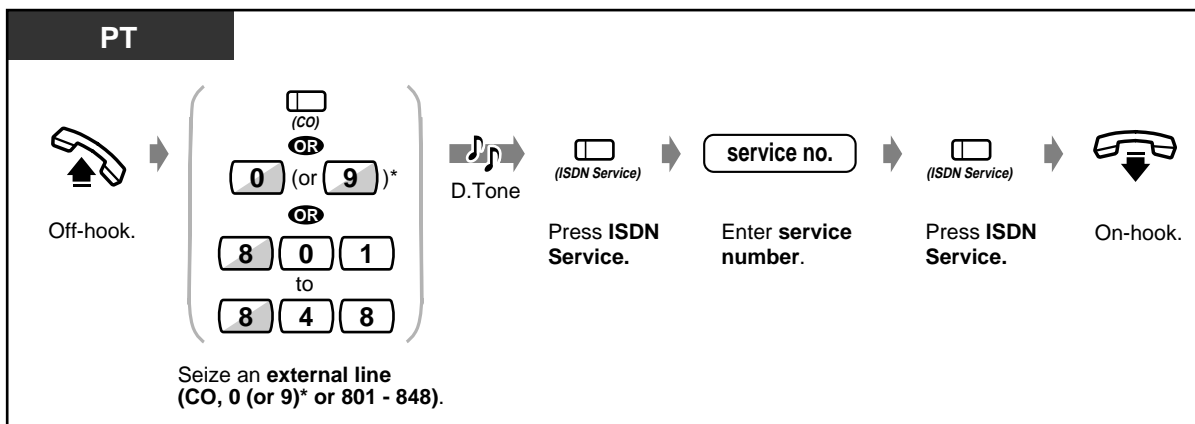 PT
(CO)
OR
0 (or 9)*
OR
8 0 1
to
8 4 8
D.Tone
(ISDN Service)
service no.
(ISDN Service)
Off-hook.
Press ISDN
Service.
Enter service
number.
Press ISDN
Service.
On-hook.
Seize an external line
(CO, 0 (or 9)* or 801 - 848).